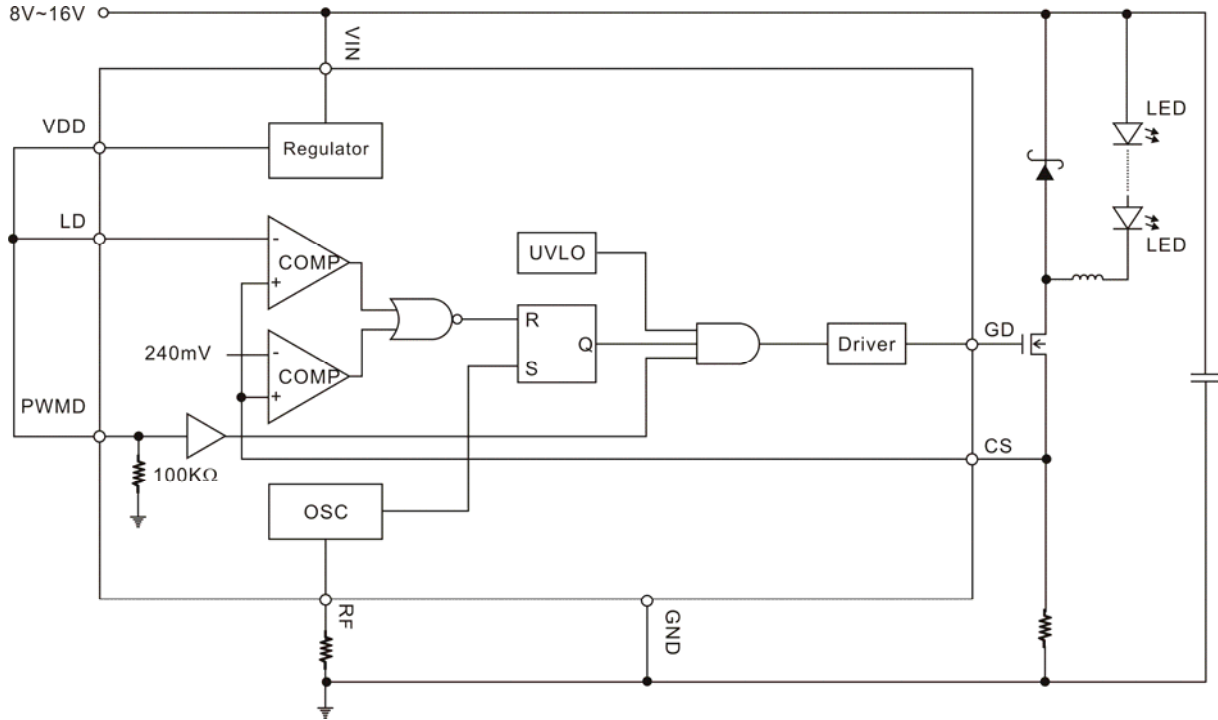 8V~16V
VIN
VDD
Regulator
LED
LD
-
COMP
+
UVLO
LED
R
Q
S
GD
Driver
240mV
-
COMP
+
PWMD
CS
100KΩ
OSC
RF
GND